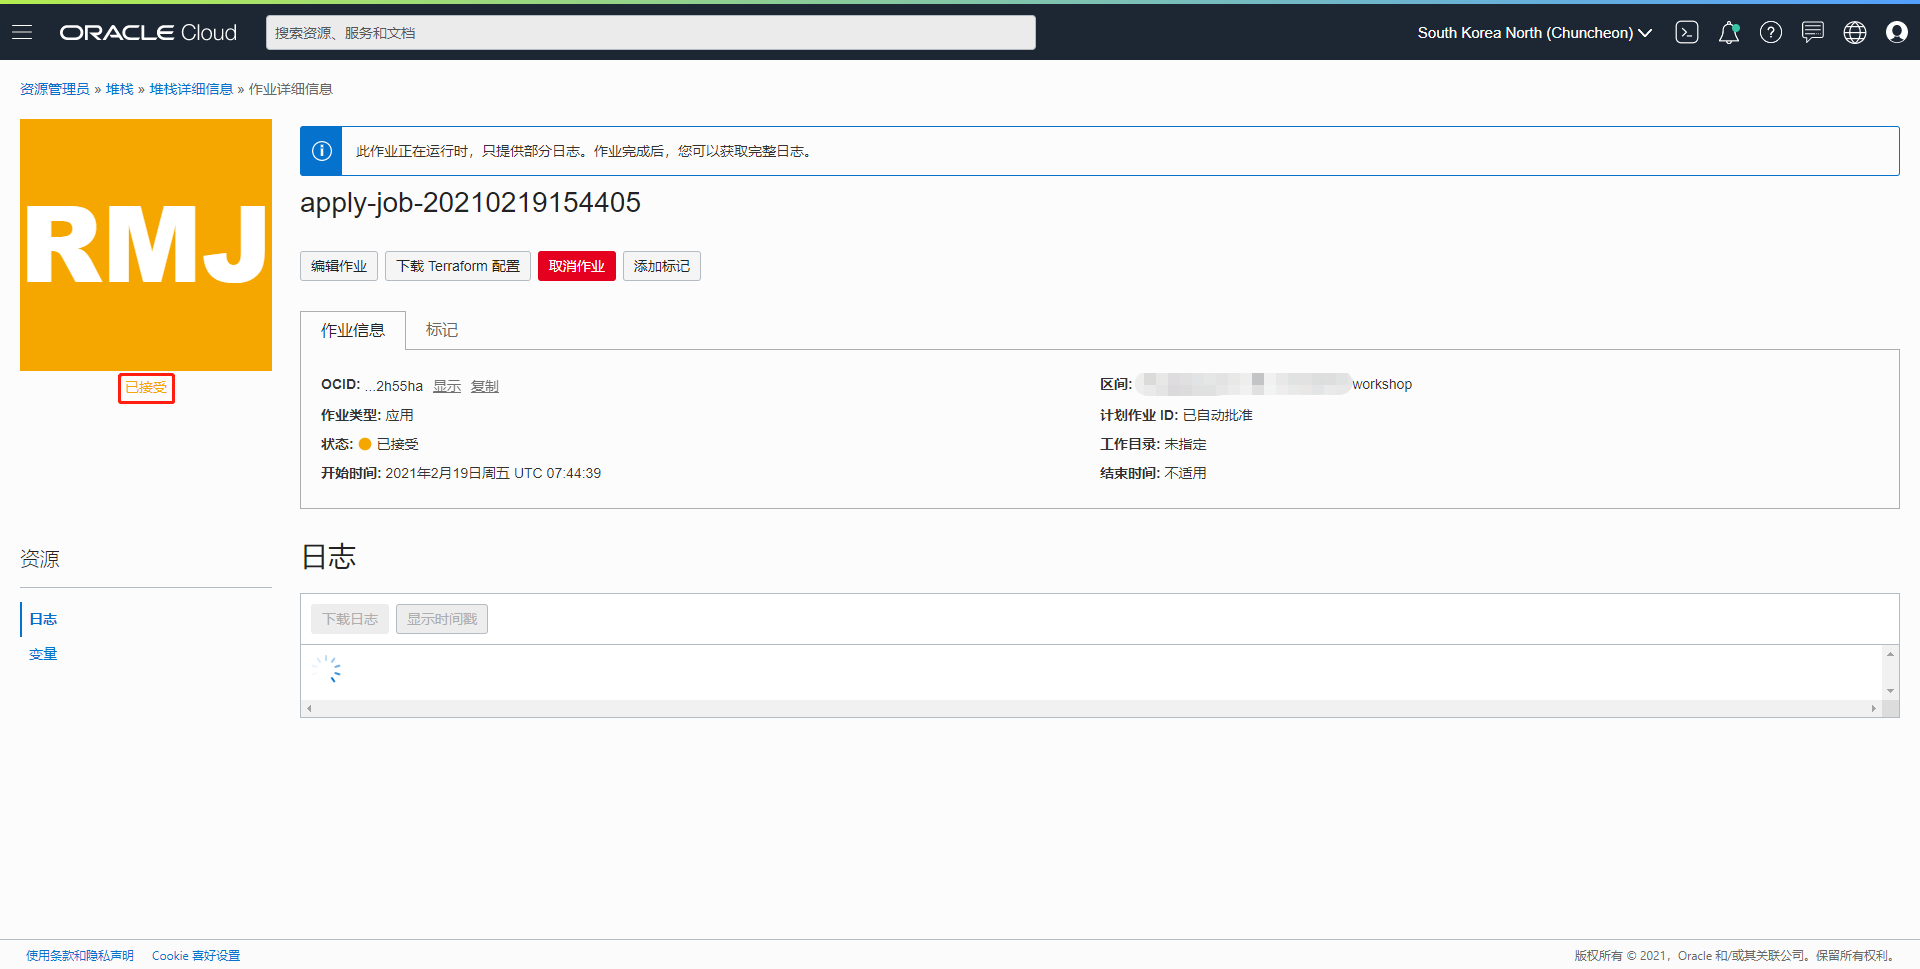 ORACLE Cloud
搜索资源、服务和文档
South Korea North (Chuncheon)
资源管理员 » 堆栈 » 堆栈详细信息 » 作业详细信息
RMJ
已接受
此作业正在运行时，只提供部分日志。作业完成后，您可以获取完整日志。
apply-job-20210219154405
编辑作业
下载 Terraform 配置
取消作业
添加标记
作业信息
标记
OCID: ...2h55ha 显示 复制
作业类型: 应用
状态: 已接受
开始时间: 2021年2月19日周五 UTC 07:44:39
区间: workshop
计划作业 ID: 已自动批准
工作目录: 未指定
结束时间: 不适用
资源
日志
变量
日志
下载日志
显示时间戳
使用条款和隐私声明
Cookie 喜好设置
版权所有 © 2021，Oracle 和/或其关联公司。保留所有权利。